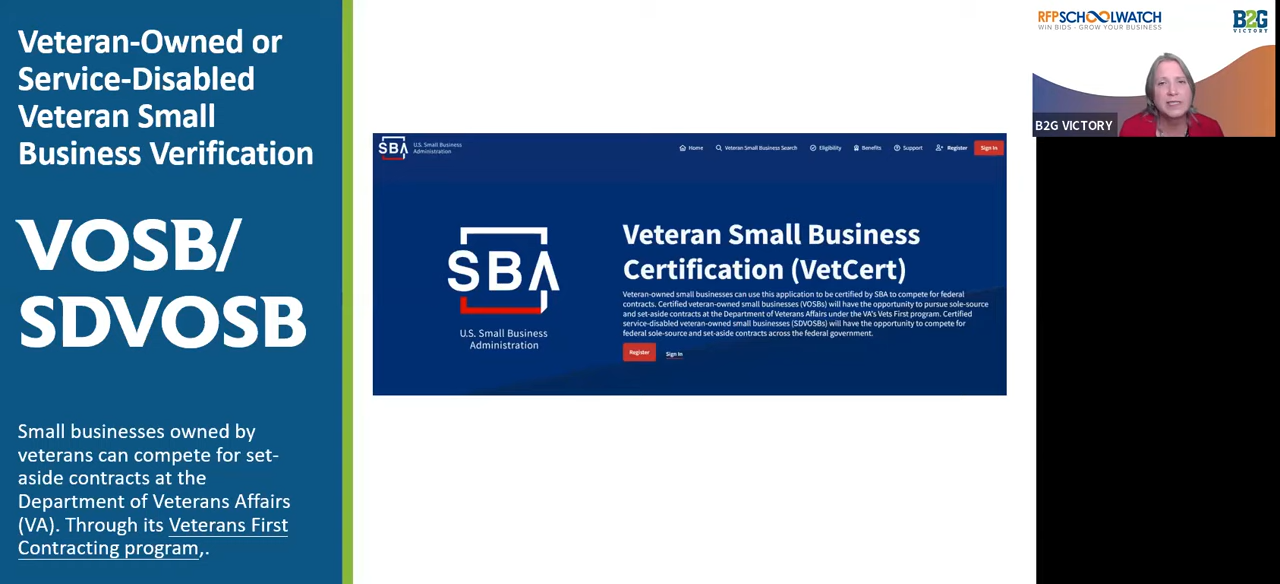 Veteran-Owned or
Service-Disabled
Veteran Small
Business Verification
VOSB/
SDVOSB
Small businesses owned by
veterans can compete for set-
aside contracts at the
Department of Veterans Affairs
(VA). Through its Veterans First
Contracting program,.
SBA
U.S. Small Business
Administration
Home
Veteran Small Business Search
Eligibility
Benefits
Support
Register
Sign In
SBA
U.S. Small Business
Administration
Veteran Small Business
Certification (VetCert)
Veteran-owned small businesses can use this application to be certified by SBA to compete for federal
contracts. Certified veteran-owned small businesses (VOSBs) will have the opportunity to pursue sole-source
and set-aside contracts at the Department of Veterans Affairs under the VA's Vets First program. Certified
service-disabled veteran-owned small businesses (SDVOSBs) will have the opportunity to compete for
federal sole-source and set-aside contracts across the federal government.
Register
Sign In
RFPSCHOOLWATCH
WIN BIDS - GROW YOUR BUSINESS
B2G
VICTORY
B2G VICTORY